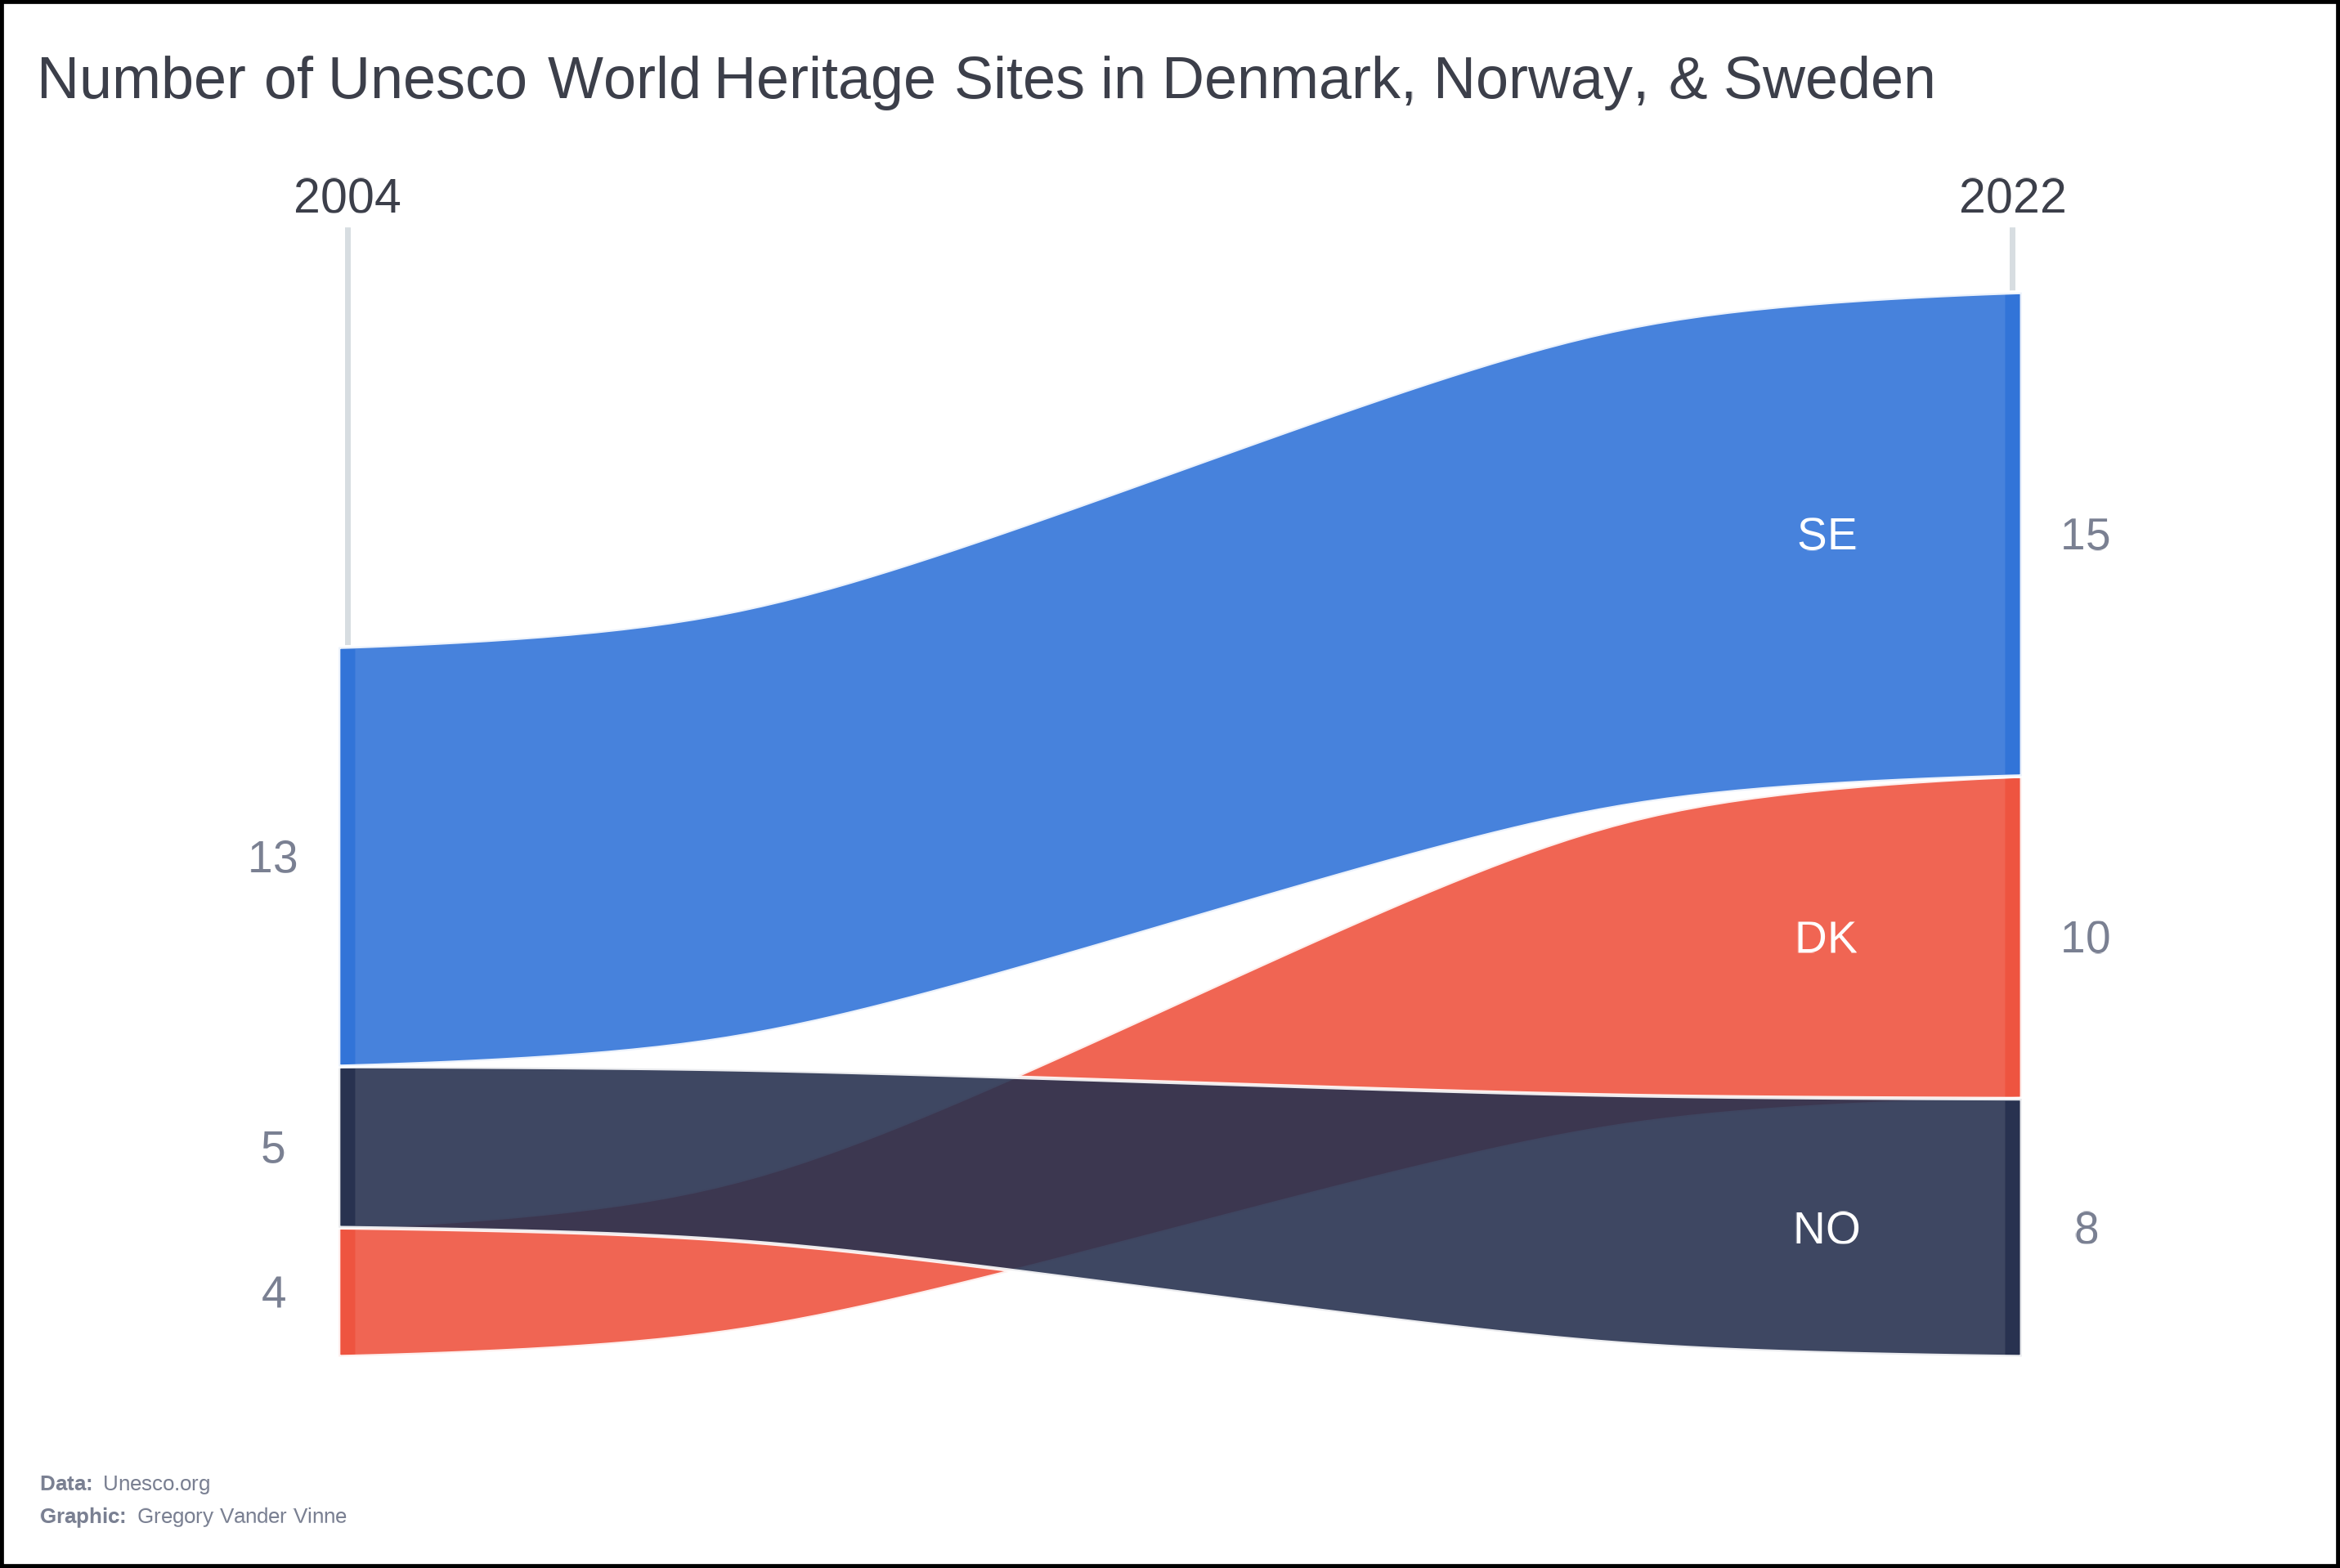 Number of Unesco World Heritage Sites in Denmark, Norway, & Sweden
2004
2022
SE
15
13
DK
10
5
NO
8
4
Data: Unesco.org
Graphic: Gregory Vander Vinne